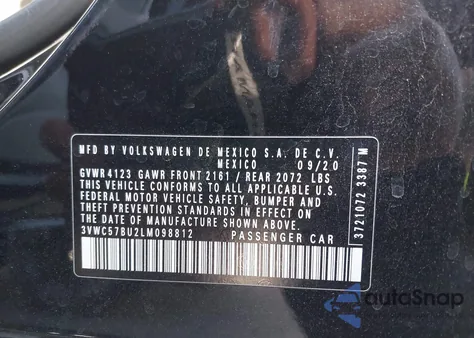 MFD BY VOLKSWAGEN DE MEXICO S.A. DE C.V.
MEXICO 09/20
GVWR4123 GAWR FRONT 2161 / REAR 2072 LBS
THIS VEHICLE CONFORMS TO ALL APPLICABLE
FEDERAL MOTOR VEHICLE SAFETY, BUMPER AND
THEFT PREVENTION STANDARDS IN EFFECT ON THE
DATE OF MANUFACTURE SHOWN ABOVE.
3VWC57BU2LM098812 PASSENGER CAR
3721072 3387 M
autoSnap